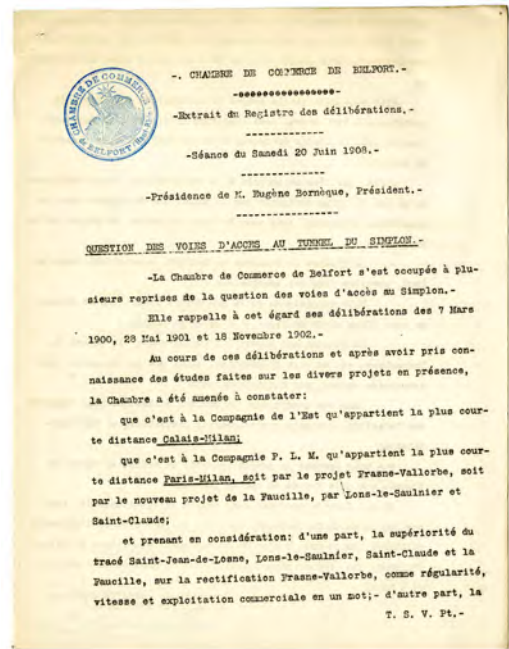 CHAMBRE DE COMMERCE
de BELFORT
-. CHAMBRE DE COMMERCE DE BELFORT.-
-Extrait du Registre des délibérations.-
-Séance du Samedi 20 Juin 1908.-
-Présidence de M. Eugène Bornèque, Président.-
QUESTION DES VOIES D'ACCES AU TUNNEL DU SIMPLON.-
-La Chambre de Commerce de Belfort s'est occupée à plu-
sieurs reprises de la question des voies d'accès au Simplon.-
Elle rappelle à cet égard ses délibérations des 7 Mars
1900, 28 Mai 1901 et 18 Novembre 1902.-
Au cours de ces délibérations et après avoir pris con-
naissance des études faites sur les divers projets en présence,
la Chambre a été amenée à constater:
que c'est à la Compagnie de l'Est qu'appartient la plus cour-
te distance Calais-Milan;
que c'est à la Compagnie P. L. M. qu'appartient la plus cour-
te distance Paris-Milan, soit par le projet Frasne-Vallorbe, soit
par le nouveau projet de la Faucille, par Lons-le-Saulnier et
Saint-Claude;
et prenant en considération: d'une part, la supériorité du
tracé Saint-Jean-de-Losne, Lons-le-Saulnier, Saint-Claude et la
Faucille, sur la rectification Frasne-Vallorbe, comme régularité,
vitesse et exploitation commerciale en un mot;- d'autre part, la
T. S. V. Pt.-